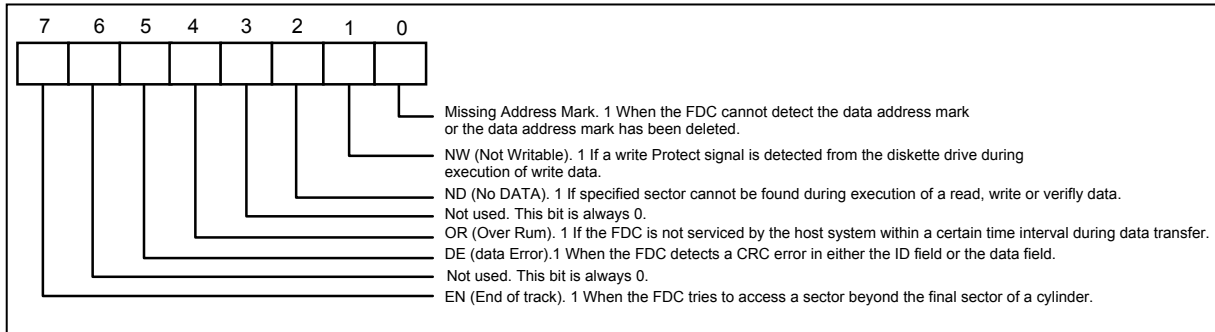 7 6 5 4 3 2 1 0
Missing Address Mark. 1 When the FDC cannot detect the data address mark
or the data address mark has been deleted.
NW (Not Writable). 1 If a write Protect signal is detected from the diskette drive during
execution of write data.
ND (No DATA). 1 If specified sector cannot be found during execution of a read, write or verifly data.
Not used. This bit is always 0.
OR (Over Rum). 1 If the FDC is not serviced by the host system within a certain time interval during data transfer.
DE (data Error).1 When the FDC detects a CRC error in either the ID field or the data field.
Not used. This bit is always 0.
EN (End of track). 1 When the FDC tries to access a sector beyond the final sector of a cylinder.